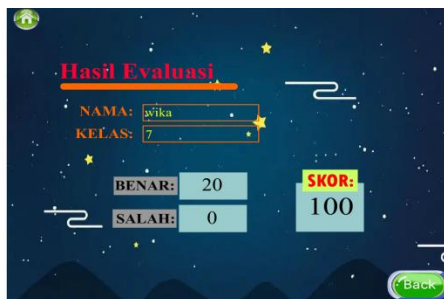 Hasil Evaluasi
NAMA: wika
KELAS: 7
BENAR: 20
SALAH: 0
SKOR:
100
Back